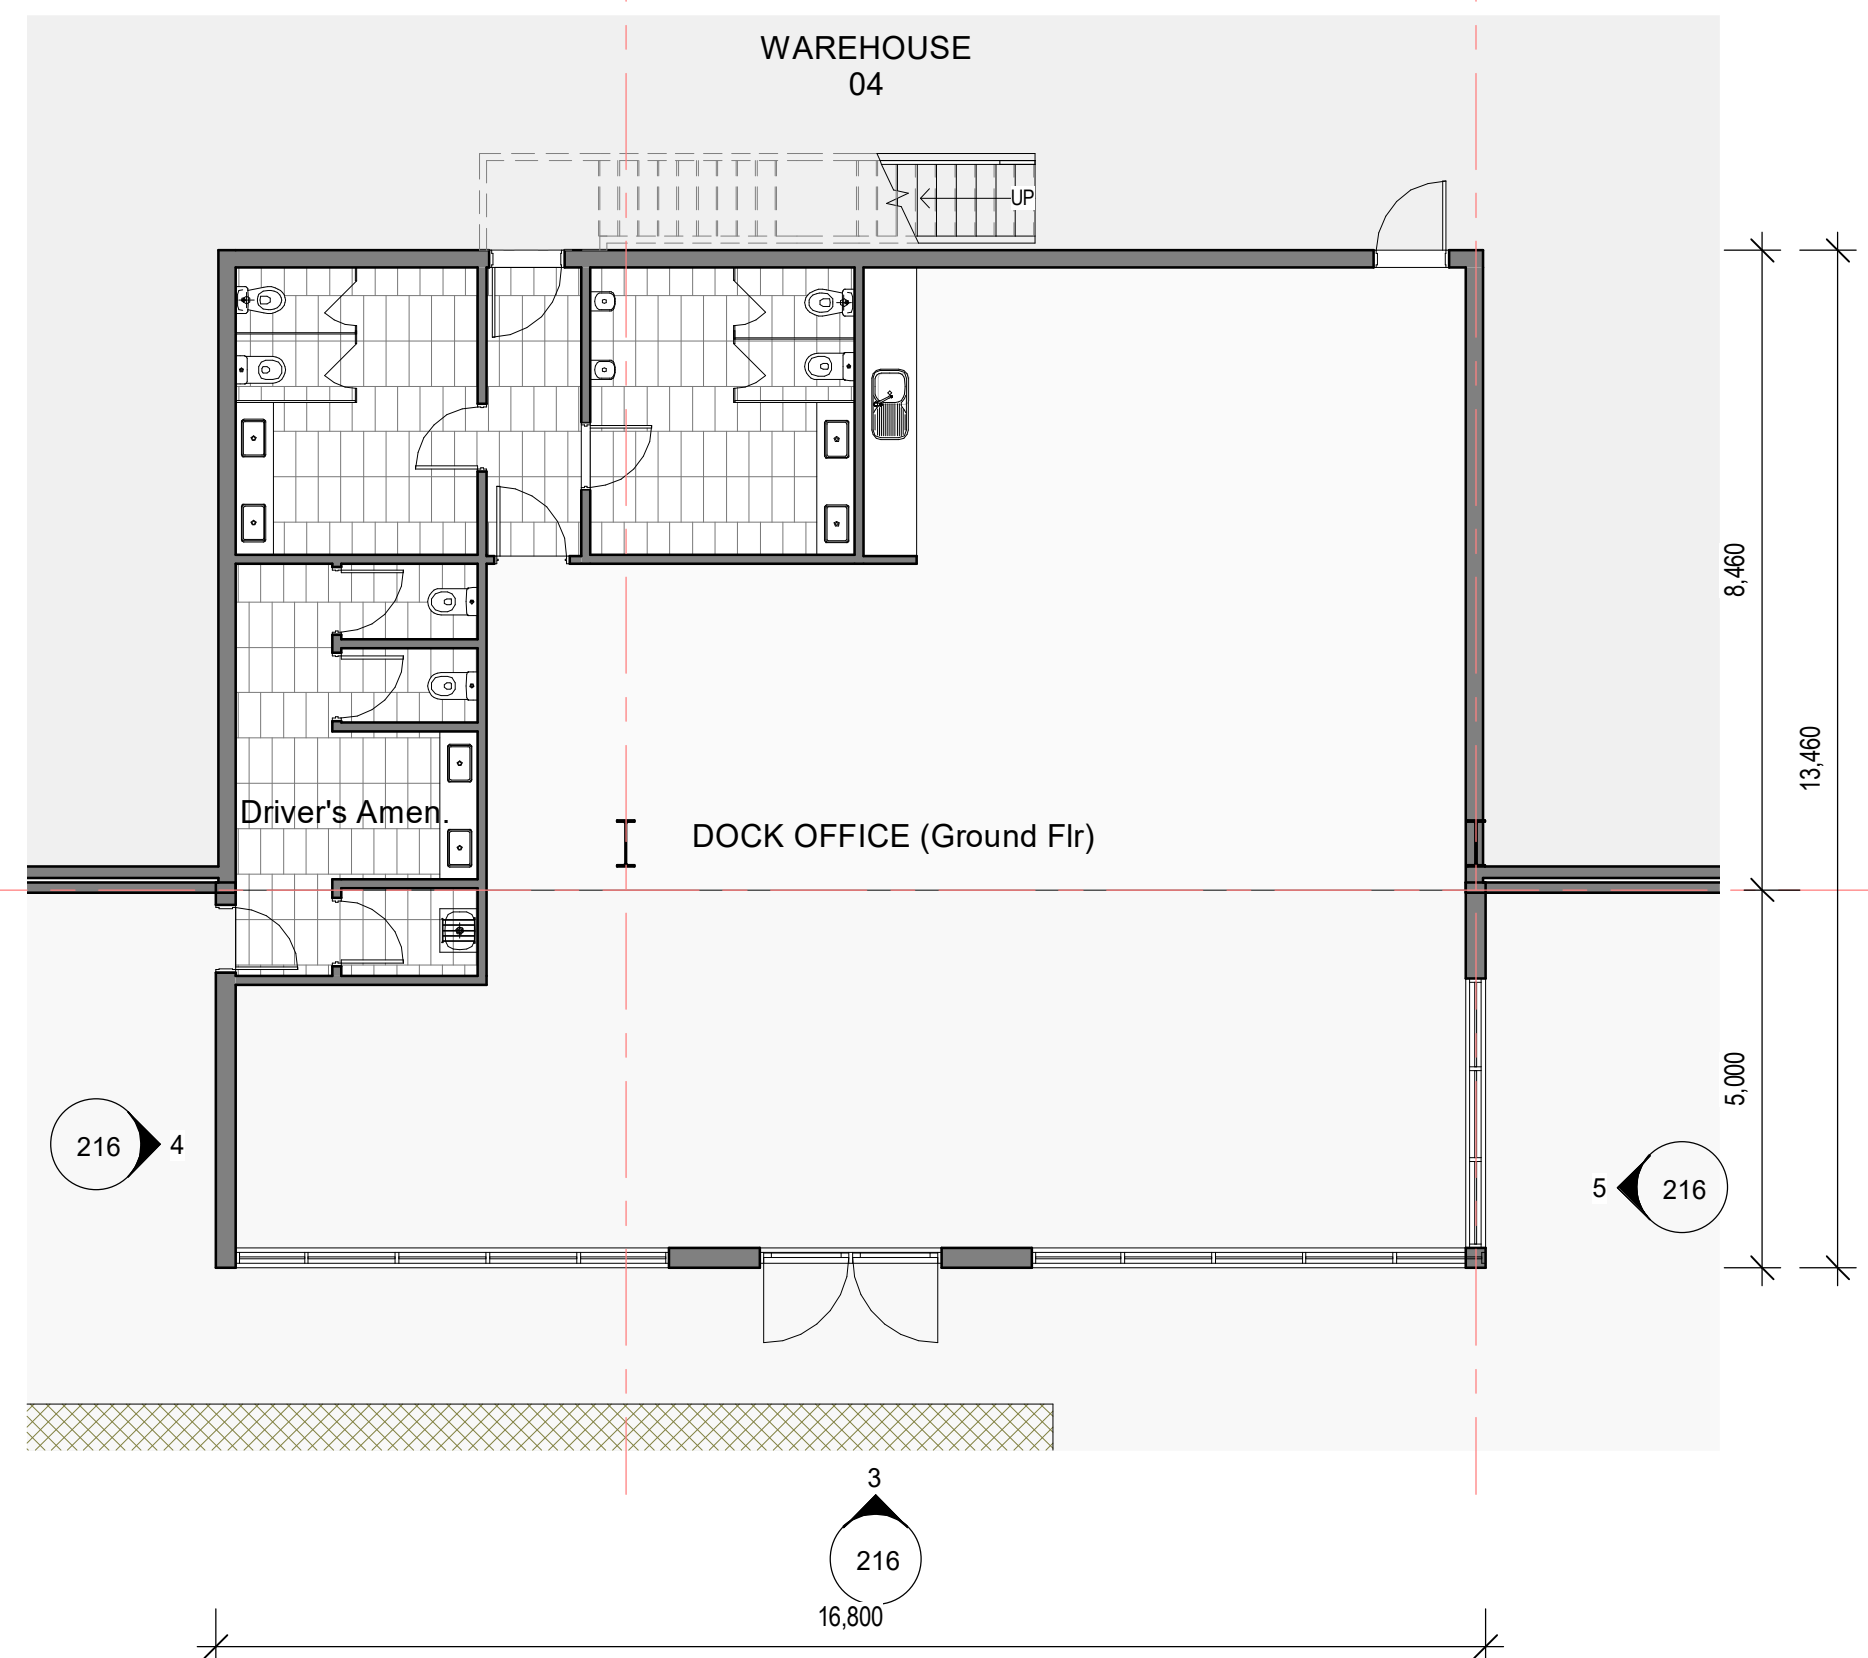 WAREHOUSE
04
UP
8,460
13,460
Driver's Amen.
DOCK OFFICE (Ground Flr)
5,000
216
4
5
216
3
216
16,800